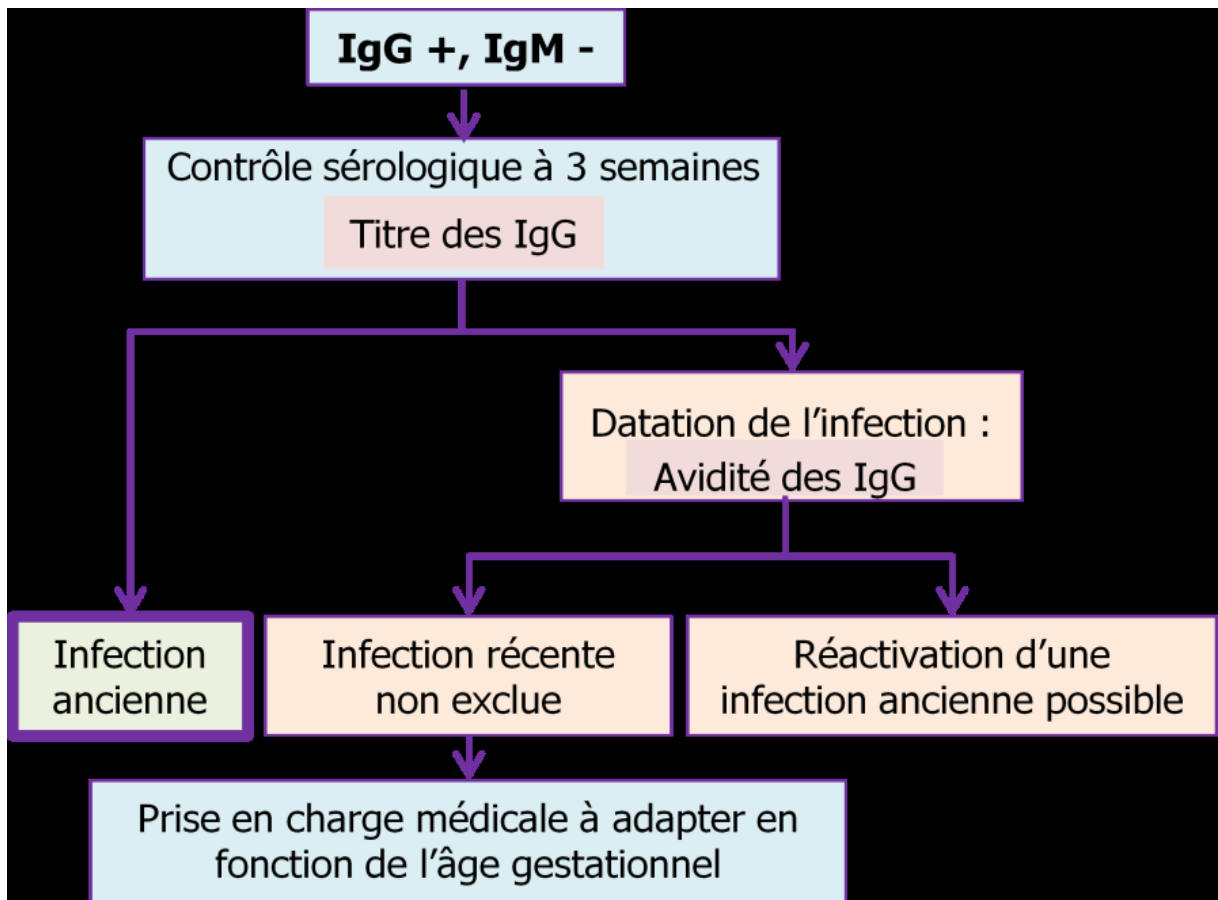 IgG +, IgM -
Contrôle sérologique à 3 semaines
Titre des IgG
Datation de l’infection :
Avidité des IgG
Infection
ancienne
Infection récente
non exclue
Réactivation d’une
infection ancienne possible
Prise en charge médicale à adapter en
fonction de l’âge gestationnel